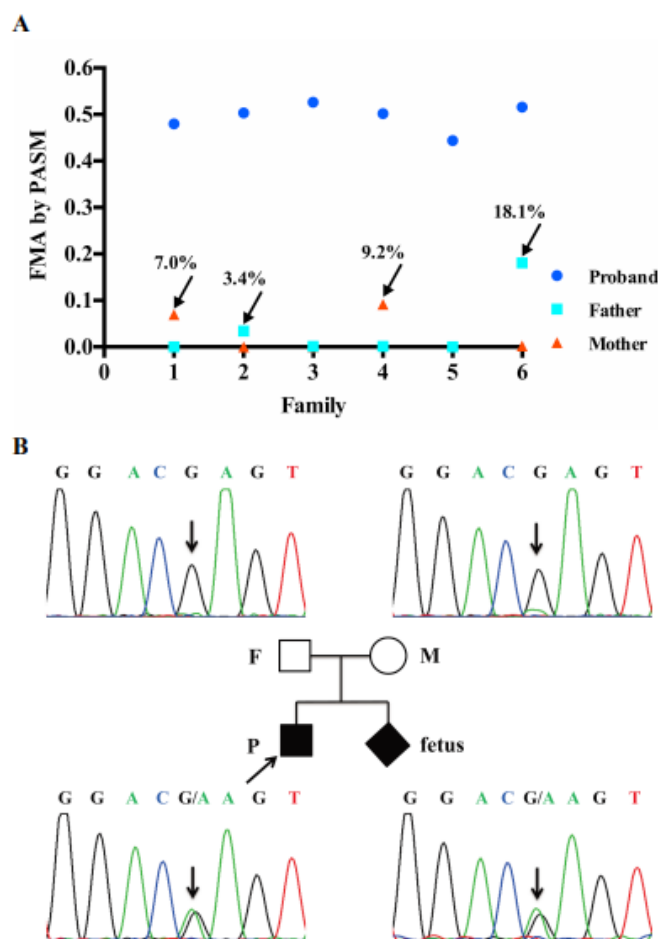 A
FMA by PASM
0.6
0.5
0.4
0.3
0.2
0.1
0.0
7.0%
3.4%
9.2%
18.1%
Proband
Father
Mother
0 1 2 3 4 5 6
Family
B
G G A C G A G T
G G A C G A G T
F M
P fetus
G G A C G/A A G T
G G A C G/A A G T